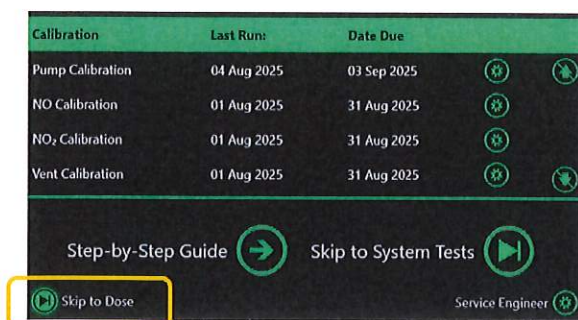 Calibration Last Run: Date Due
Pump Calibration 04 Aug 2025 03 Sep 2025
NO Calibration 01 Aug 2025 31 Aug 2025
NO₂ Calibration 01 Aug 2025 31 Aug 2025
Vent Calibration 01 Aug 2025 31 Aug 2025
Step-by-Step Guide Skip to System Tests
Skip to Dose Service Engineer